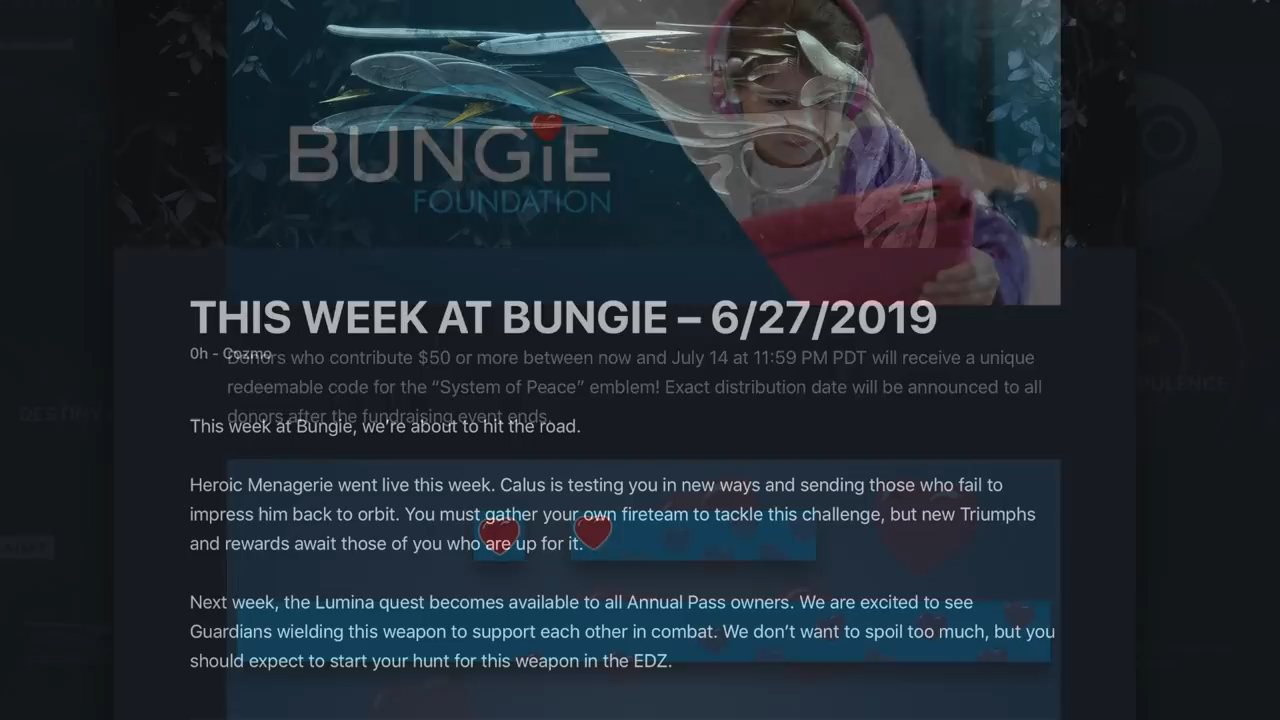 BUNGiE
FOUNDATION
THIS WEEK AT BUNGIE – 6/27/2019
0h - Cozmo
Donors who contribute $50 or more between now and July 14 at 11:59 PM PDT will receive a unique
redeemable code for the “System of Peace” emblem! Exact distribution date will be announced to all
donors after the fundraising event ends.
This week at Bungie, we’re about to hit the road.
Heroic Menagerie went live this week. Calus is testing you in new ways and sending those who fail to
impress him back to orbit. You must gather your own fireteam to tackle this challenge, but new Triumphs
and rewards await those of you who are up for it.
Next week, the Lumina quest becomes available to all Annual Pass owners. We are excited to see
Guardians wielding this weapon to support each other in combat. We don’t want to spoil too much, but you
should expect to start your hunt for this weapon in the EDZ.
DESTINY